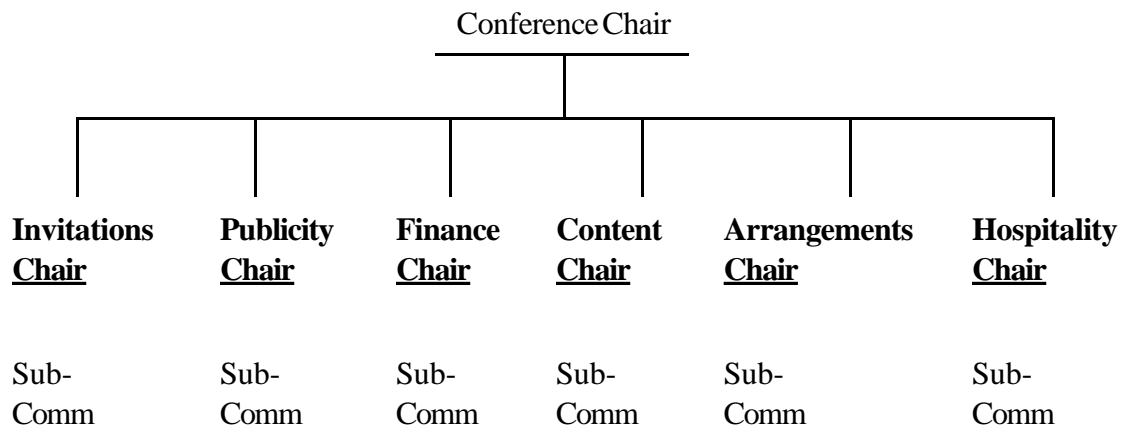 Conference Chair
Invitations Publicity Finance Content Arrangements Hospitality
Chair Chair Chair Chair Chair Chair
Sub- Sub- Sub- Sub- Sub- Sub-
Comm Comm Comm Comm Comm Comm